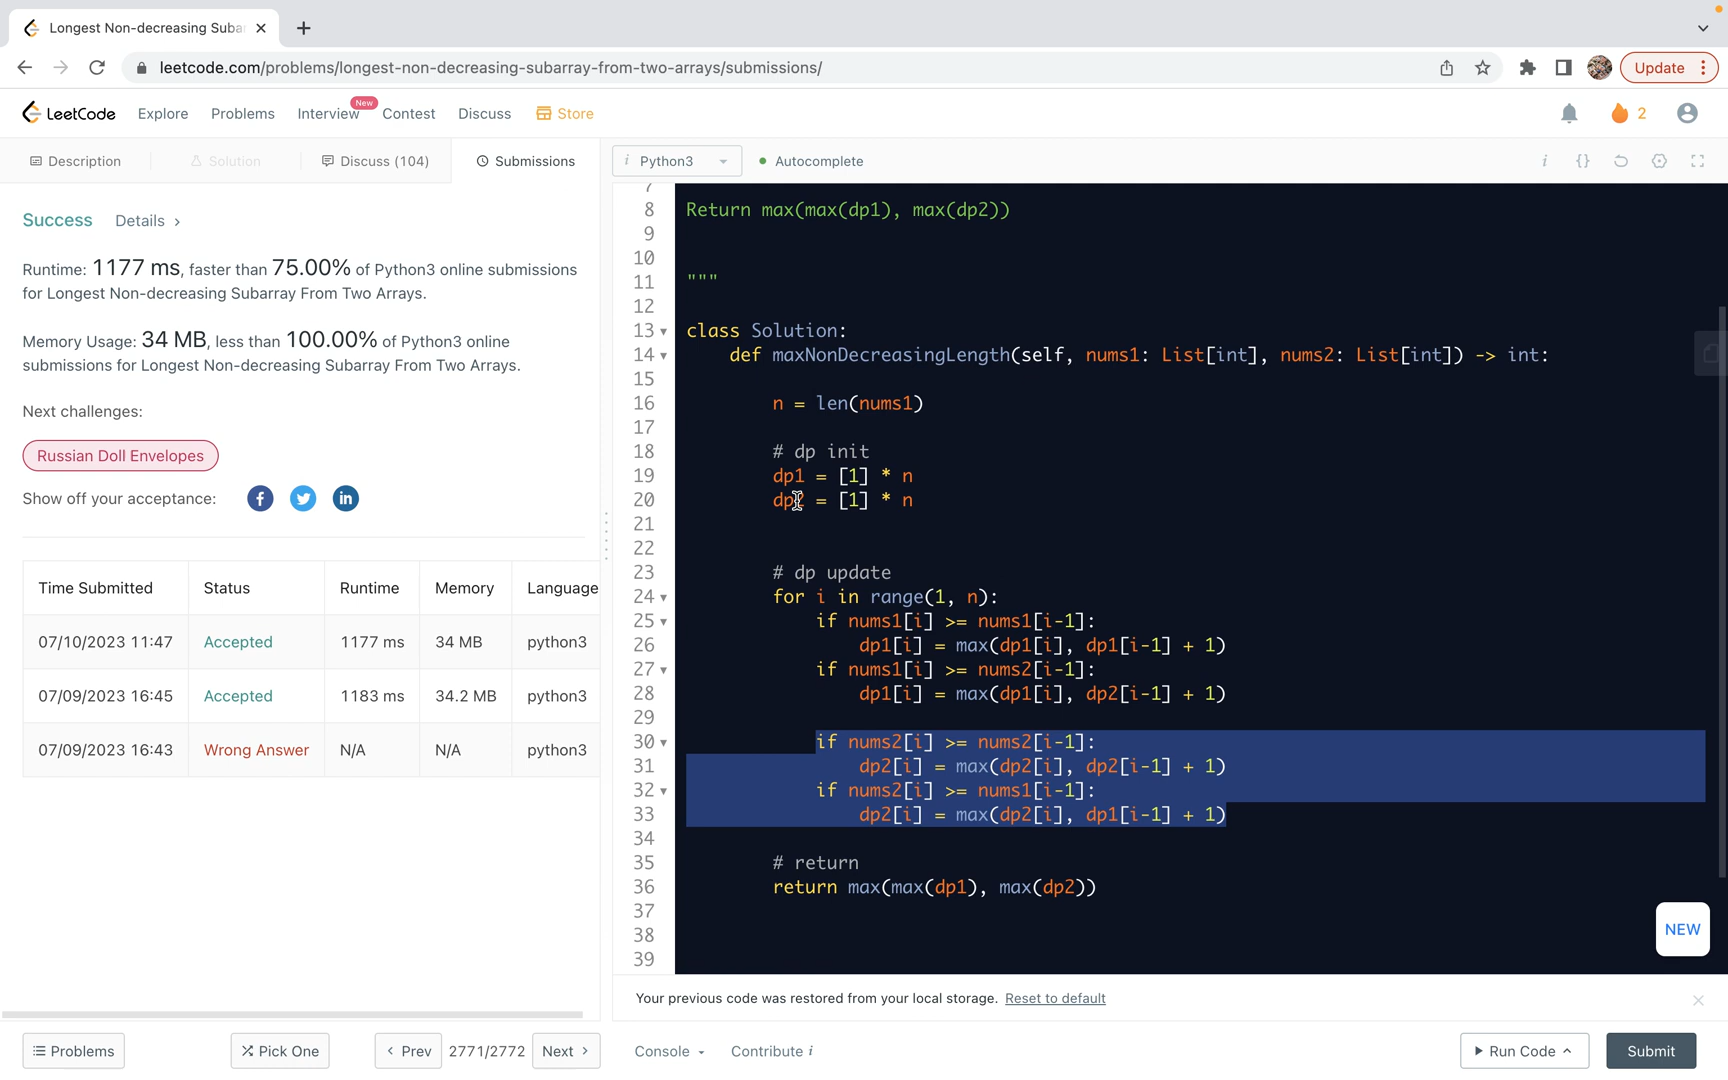 Longest Non-decreasing Suba
leetcode.com/problems/longest-non-decreasing-subarray-from-two-arrays/submissions/
Update
LeetCode Explore Problems Interview New Contest Discuss Store 2
Description Solution Discuss (104) Submissions
i Python3 Autocomplete i {}
Success Details
Runtime: 1177 ms, faster than 75.00% of Python3 online submissions
for Longest Non-decreasing Subarray From Two Arrays.
Memory Usage: 34 MB, less than 100.00% of Python3 online
submissions for Longest Non-decreasing Subarray From Two Arrays.
Next challenges:
Russian Doll Envelopes
Show off your acceptance:
Time Submitted Status Runtime Memory Language
07/10/2023 11:47 Accepted 1177 ms 34 MB python3
07/09/2023 16:45 Accepted 1183 ms 34.2 MB python3
07/09/2023 16:43 Wrong Answer N/A N/A python3
7
8 Return max(max(dp1), max(dp2))
9
10
11 """
12
13 class Solution:
14 def maxNonDecreasingLength(self, nums1: List[int], nums2: List[int]) -> int:
15
16 n = len(nums1)
17
18 # dp init
19 dp1 = [1] * n
20 dp2 = [1] * n
21
22
23 # dp update
24 for i in range(1, n):
25 if nums1[i] >= nums1[i-1]:
26 dp1[i] = max(dp1[i], dp1[i-1] + 1)
27 if nums1[i] >= nums2[i-1]:
28 dp1[i] = max(dp1[i], dp2[i-1] + 1)
29
30 if nums2[i] >= nums2[i-1]:
31 dp2[i] = max(dp2[i], dp2[i-1] + 1)
32 if nums2[i] >= nums1[i-1]:
33 dp2[i] = max(dp2[i], dp1[i-1] + 1)
34
35 # return
36 return max(max(dp1), max(dp2))
37
38
39
NEW
Your previous code was restored from your local storage. Reset to default
Problems Pick One Prev 2771/2772 Next Console Contribute i Run Code Submit